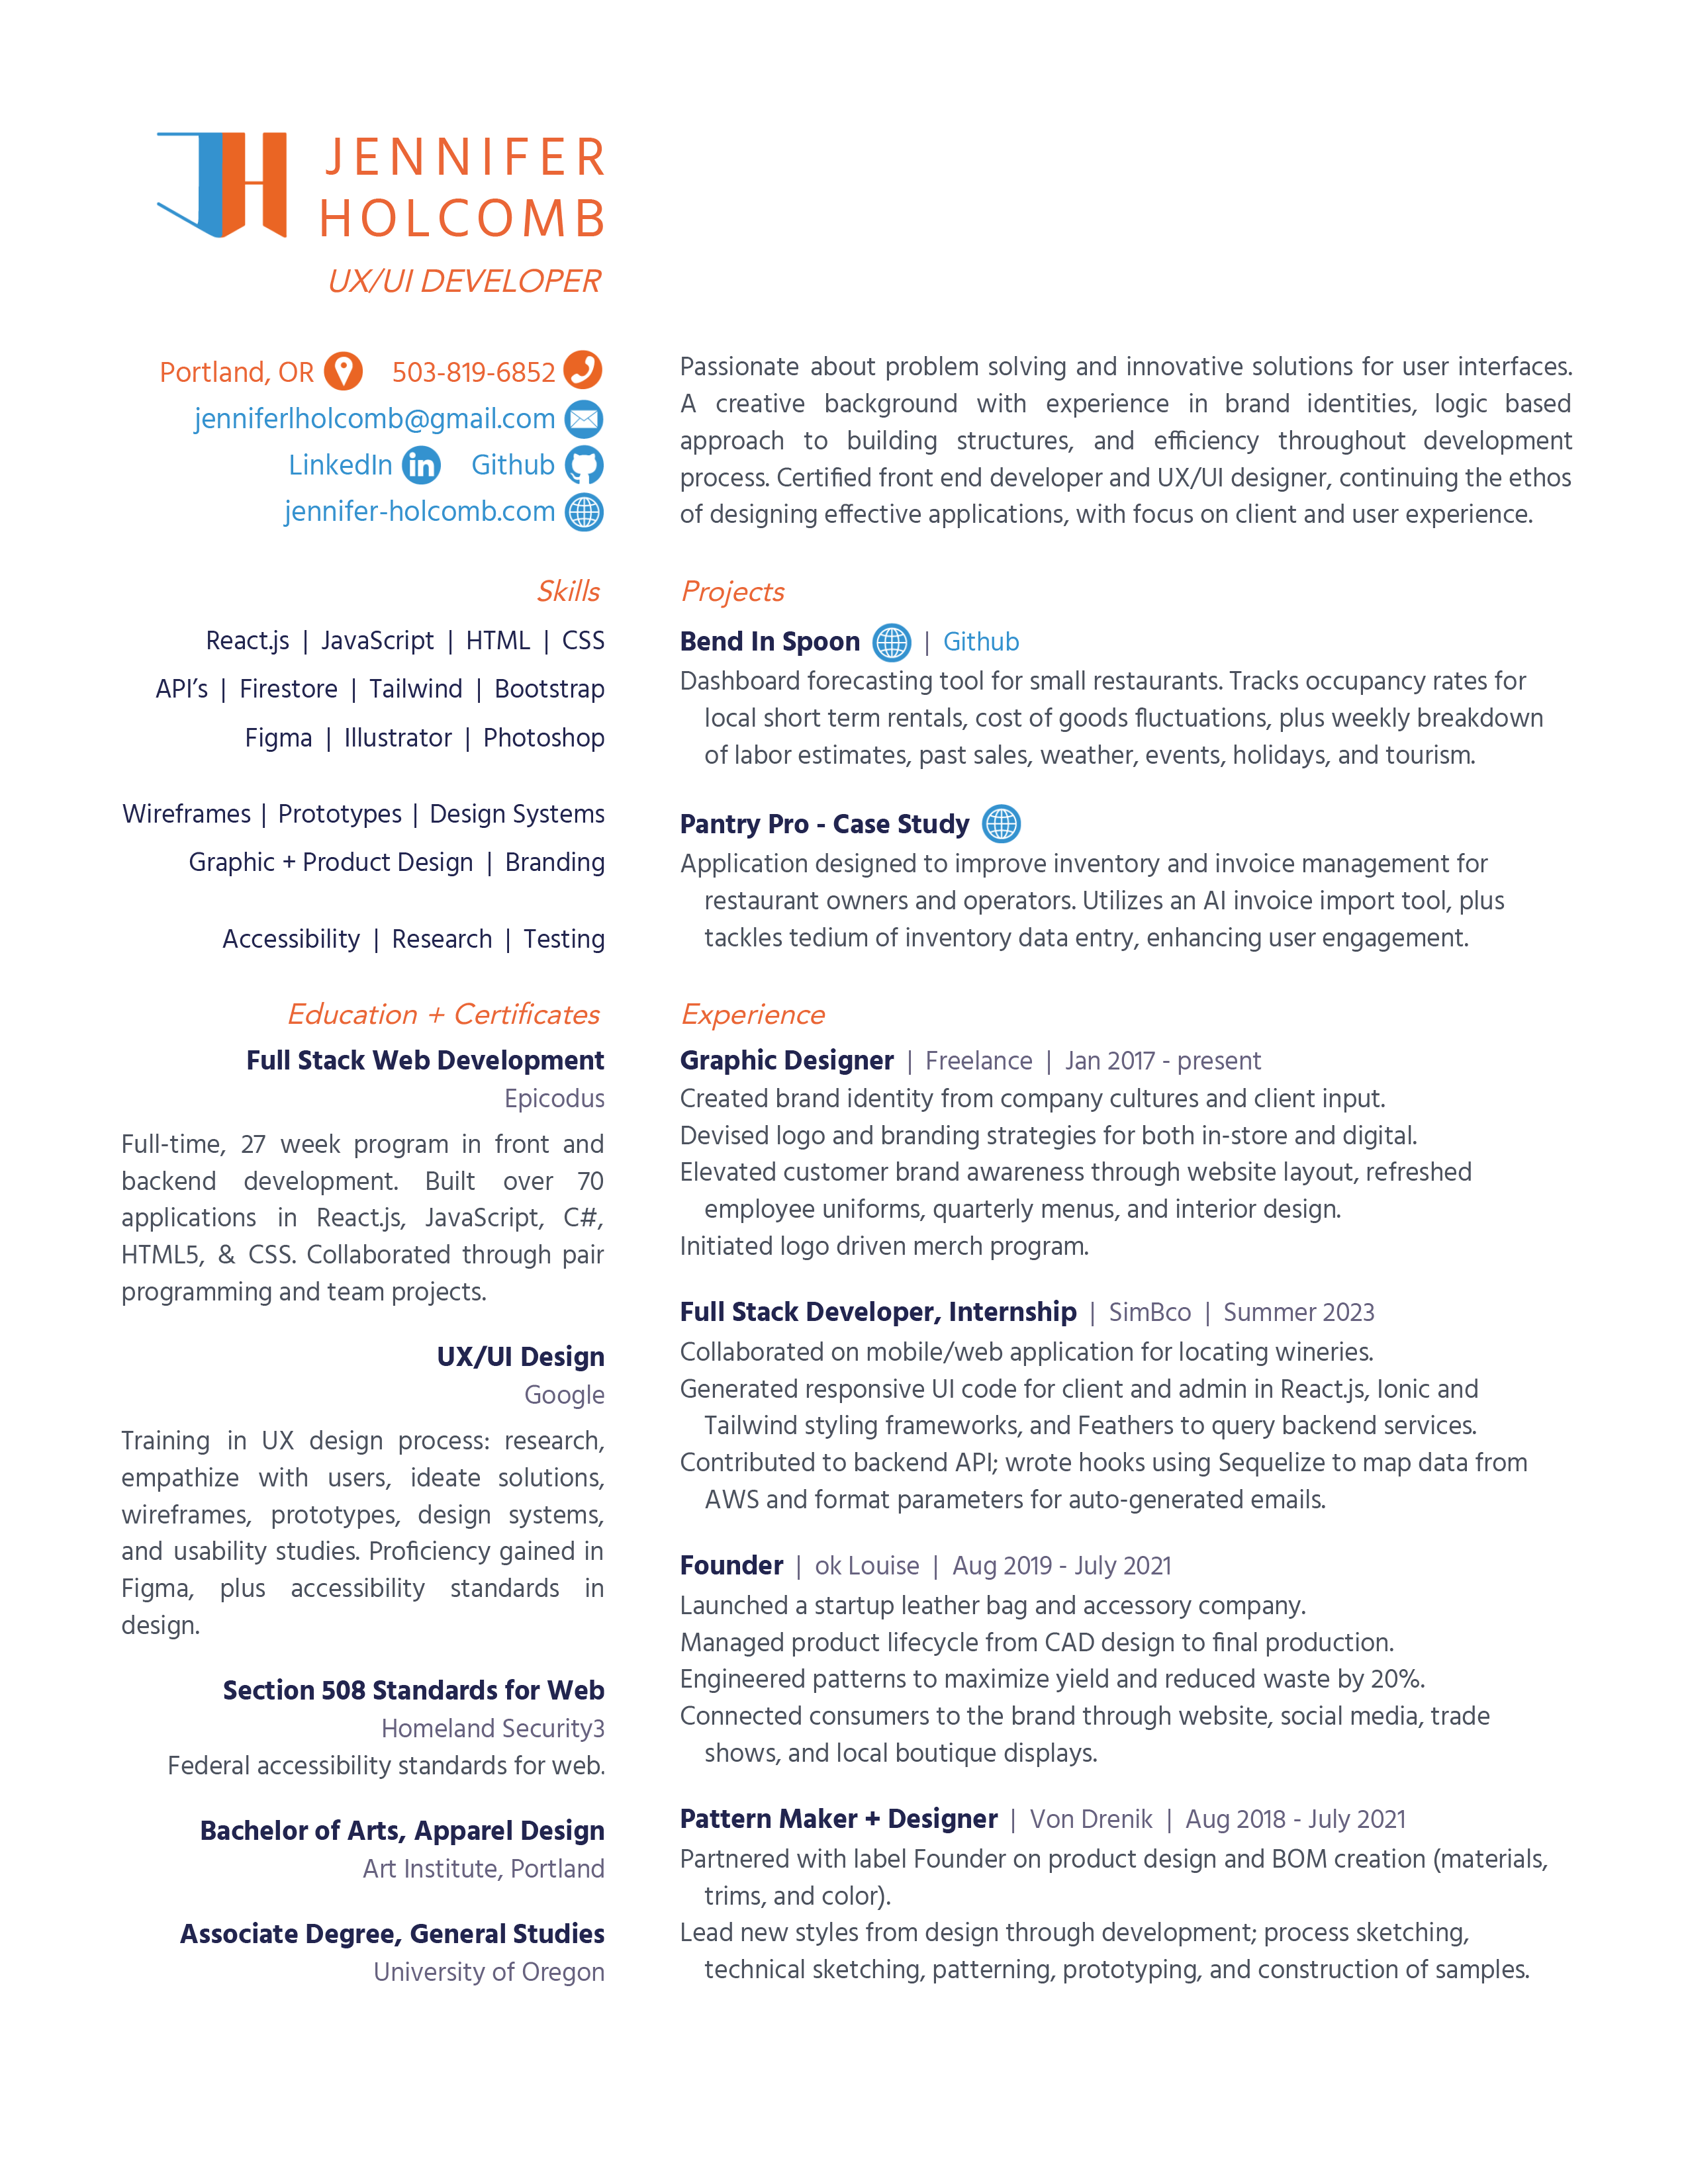 JH
JENNIFER
HOLCOMB
UX/UI DEVELOPER
Portland, OR 503-819-6852
jenniferlholcomb@gmail.com
LinkedIn in Github
jennifer-holcomb.com
Passionate about problem solving and innovative solutions for user interfaces.
A creative background with experience in brand identities, logic based
approach to building structures, and efficiency throughout development
process. Certified front end developer and UX/UI designer, continuing the ethos
of designing effective applications, with focus on client and user experience.
Skills
React.js | JavaScript | HTML | CSS
API’s | Firestore | Tailwind | Bootstrap
Figma | Illustrator | Photoshop
Wireframes | Prototypes | Design Systems
Graphic + Product Design | Branding
Accessibility | Research | Testing
Education + Certificates
Full Stack Web Development
Epicodus
Full-time, 27 week program in front and
backend development. Built over 70
applications in React.js, JavaScript, C#,
HTML5, & CSS. Collaborated through pair
programming and team projects.
UX/UI Design
Google
Training in UX design process: research,
empathize with users, ideate solutions,
wireframes, prototypes, design systems,
and usability studies. Proficiency gained in
Figma, plus accessibility standards in
design.
Section 508 Standards for Web
Homeland Security3
Federal accessibility standards for web.
Bachelor of Arts, Apparel Design
Art Institute, Portland
Associate Degree, General Studies
University of Oregon
Projects
Bend In Spoon | Github
Dashboard forecasting tool for small restaurants. Tracks occupancy rates for
local short term rentals, cost of goods fluctuations, plus weekly breakdown
of labor estimates, past sales, weather, events, holidays, and tourism.
Pantry Pro - Case Study
Application designed to improve inventory and invoice management for
restaurant owners and operators. Utilizes an AI invoice import tool, plus
tackles tedium of inventory data entry, enhancing user engagement.
Experience
Graphic Designer | Freelance | Jan 2017 - present
Created brand identity from company cultures and client input.
Devised logo and branding strategies for both in-store and digital.
Elevated customer brand awareness through website layout, refreshed
employee uniforms, quarterly menus, and interior design.
Initiated logo driven merch program.
Full Stack Developer, Internship | SimBco | Summer 2023
Collaborated on mobile/web application for locating wineries.
Generated responsive UI code for client and admin in React.js, Ionic and
Tailwind styling frameworks, and Feathers to query backend services.
Contributed to backend API; wrote hooks using Sequelize to map data from
AWS and format parameters for auto-generated emails.
Founder | ok Louise | Aug 2019 - July 2021
Launched a startup leather bag and accessory company.
Managed product lifecycle from CAD design to final production.
Engineered patterns to maximize yield and reduced waste by 20%.
Connected consumers to the brand through website, social media, trade
shows, and local boutique displays.
Pattern Maker + Designer | Von Drenik | Aug 2018 - July 2021
Partnered with label Founder on product design and BOM creation (materials,
trims, and color).
Lead new styles from design through development; process sketching,
technical sketching, patterning, prototyping, and construction of samples.